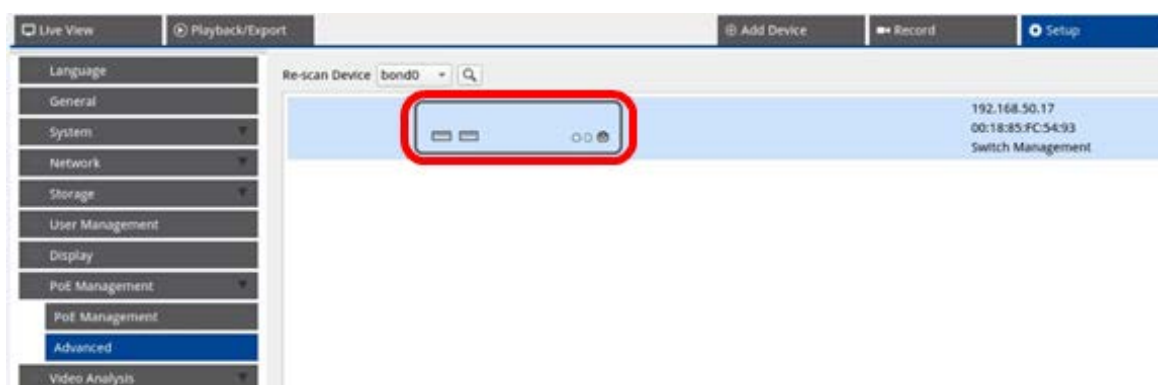 Live View
Playback/Export
Add Device
Record
Setup
Language
General
System
Network
Storage
User Management
Display
PoE Management
PoE Management
Advanced
Video Analysis
Re-scan Device bond0
192.168.50.17
00:18:85:FC:54:93
Switch Management